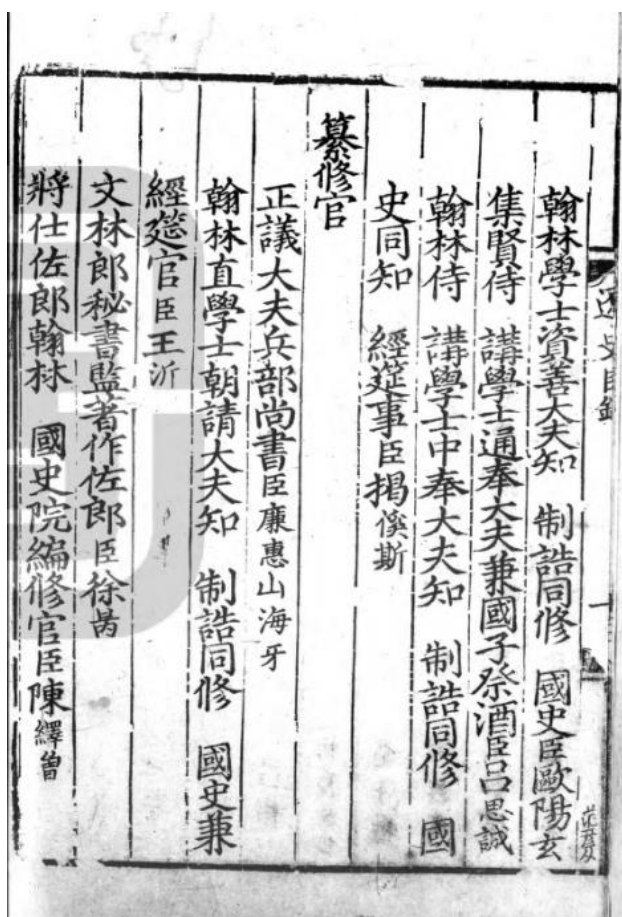 遼史目錄
一
翰林學士資善大夫知 制誥同修 國史臣歐陽玄
集賢侍 講學士通奉大夫兼國子祭酒臣呂思誠
翰林侍 講學士中奉大夫知 制誥同修 國
史同知 經筵事臣揭傒斯
纂修官
正議大夫兵部尚書臣廉惠山海牙
翰林直學士朝請大夫知 制誥同修 國史兼
經筵官臣王沂
文林郎秘書監著作佐郎臣徐昺
將仕佐郎翰林 國史院編修官臣陳繹曾